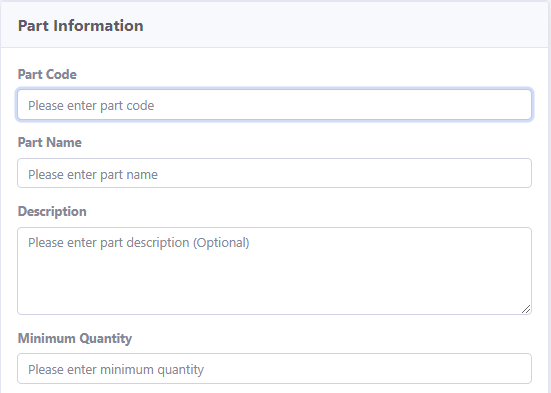 Part Information
Part Code
Please enter part code
Part Name
Please enter part name
Description
Please enter part description (Optional)
Minimum Quantity
Please enter minimum quantity